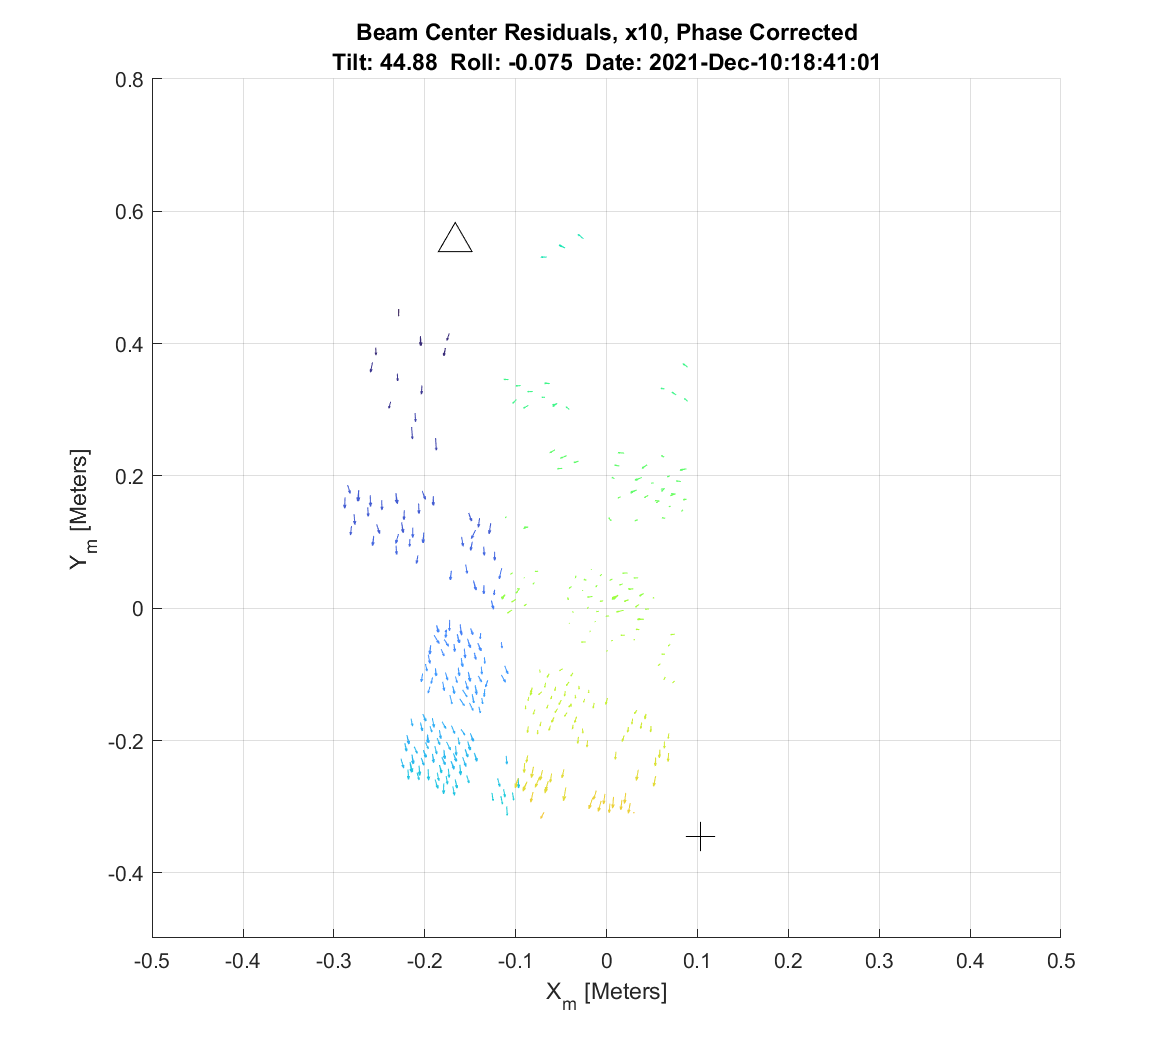 Beam Center Residuals, x10, Phase Corrected
Tilt: 44.88  Roll: -0.075  Date: 2021-Dec-10:18:41:01
0.8
0.6
0.4
0.2
0
-0.2
-0.4
Y_m [Meters]
-0.5 -0.4 -0.3 -0.2 -0.1 0 0.1 0.2 0.3 0.4 0.5
X_m [Meters]